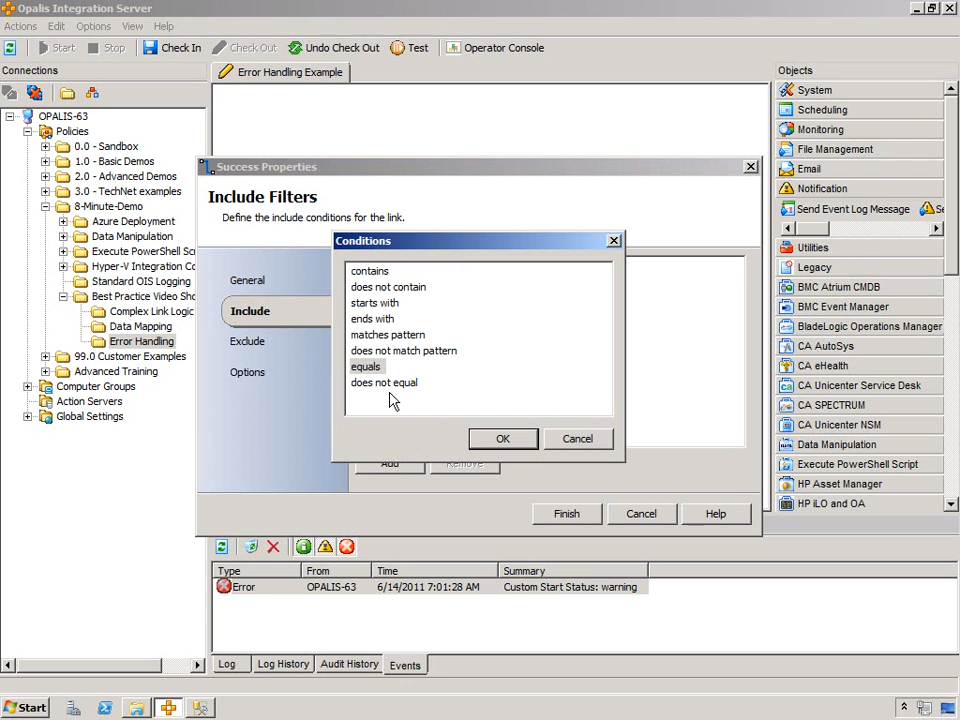 Opalis Integration Server
Actions Edit Options View Help
Start Stop Check In Check Out Undo Check Out Test Operator Console
Connections
OPALIS-63
Policies
0.0 - Sandbox
1.0 - Basic Demos
2.0 - Advanced Demos
3.0 - TechNet examples
8-Minute-Demo
Azure Deployment
Data Manipulation
Execute PowerShell Scr
Hyper-V Integration Co
Standard OIS Logging
Best Practice Video Sho
Complex Link Logic
Data Mapping
Error Handling
99.0 Customer Examples
Advanced Training
Computer Groups
Action Servers
Global Settings
Error Handling Example
Success Properties
Include Filters
Define the include conditions for the link.
General
Include
Exclude
Options
Add Remove
Finish Cancel Help
Conditions
contains
does not contain
starts with
ends with
matches pattern
does not match pattern
equals
does not equal
OK Cancel
Objects
System
Scheduling
Monitoring
File Management
Email
Notification
Send Event Log Message Se
Utilities
Legacy
BMC Atrium CMDB
BMC Event Manager
BladeLogic Operations Manager
CA AutoSys
CA eHealth
CA Unicenter Service Desk
CA SPECTRUM
CA Unicenter NSM
Data Manipulation
Execute PowerShell Script
HP Asset Manager
HP iLO and OA
Type From Time Summary
Error OPALIS-63 6/14/2011 7:01:28 AM Custom Start Status: warning
Log Log History Audit History Events
Start